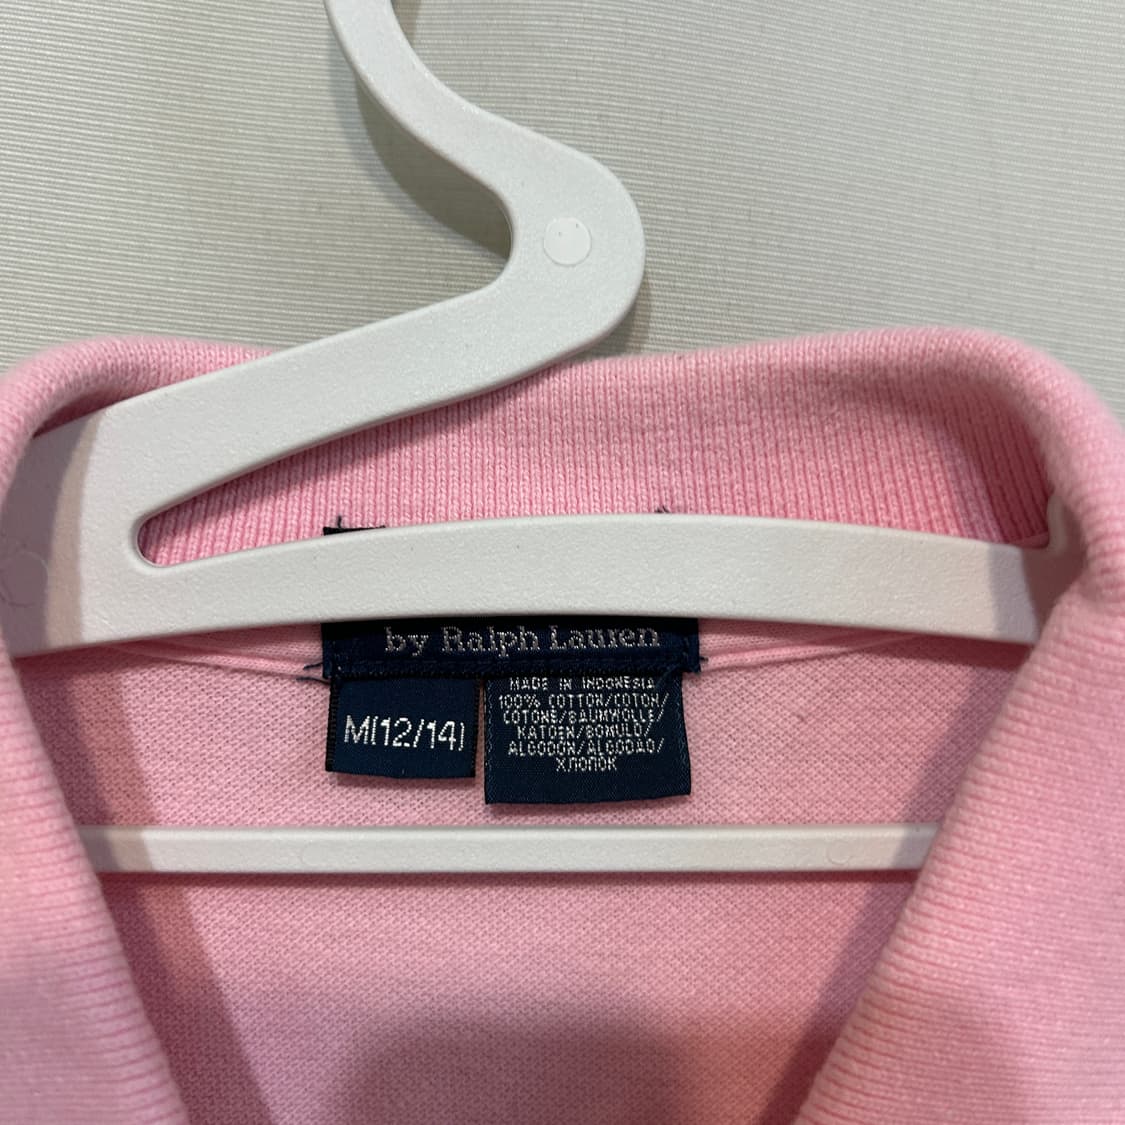 by Ralph Lauren
M(12/14)
MADE IN INDONESIA
100% COTTON/COTON/
COTONE/BAUMWOLLE/
KATOEN/BOMULD/
ALGODON/ALGODAO/
ХЛОПОК